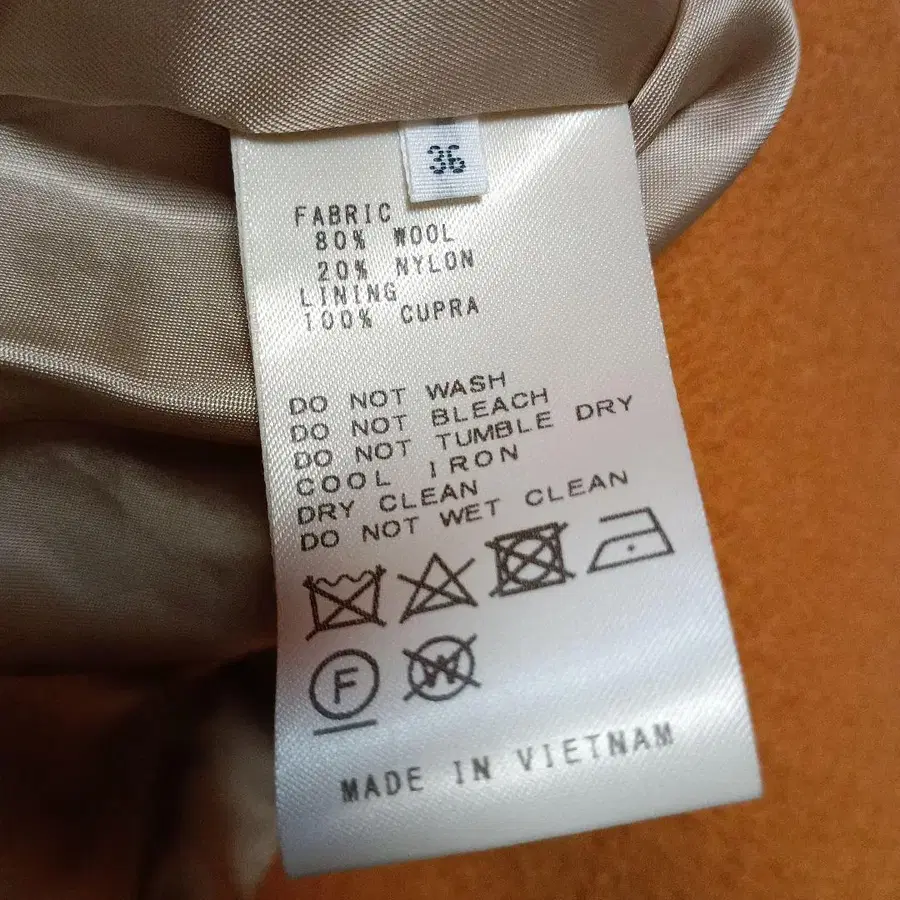 36
FABRIC
80% WOOL
20% NYLON
LINING
100% CUPRA
DO NOT WASH
DO NOT BLEACH
DO NOT TUMBLE DRY
COOL IRON
DRY CLEAN
DO NOT WET CLEAN
F W
MADE IN VIETNAM